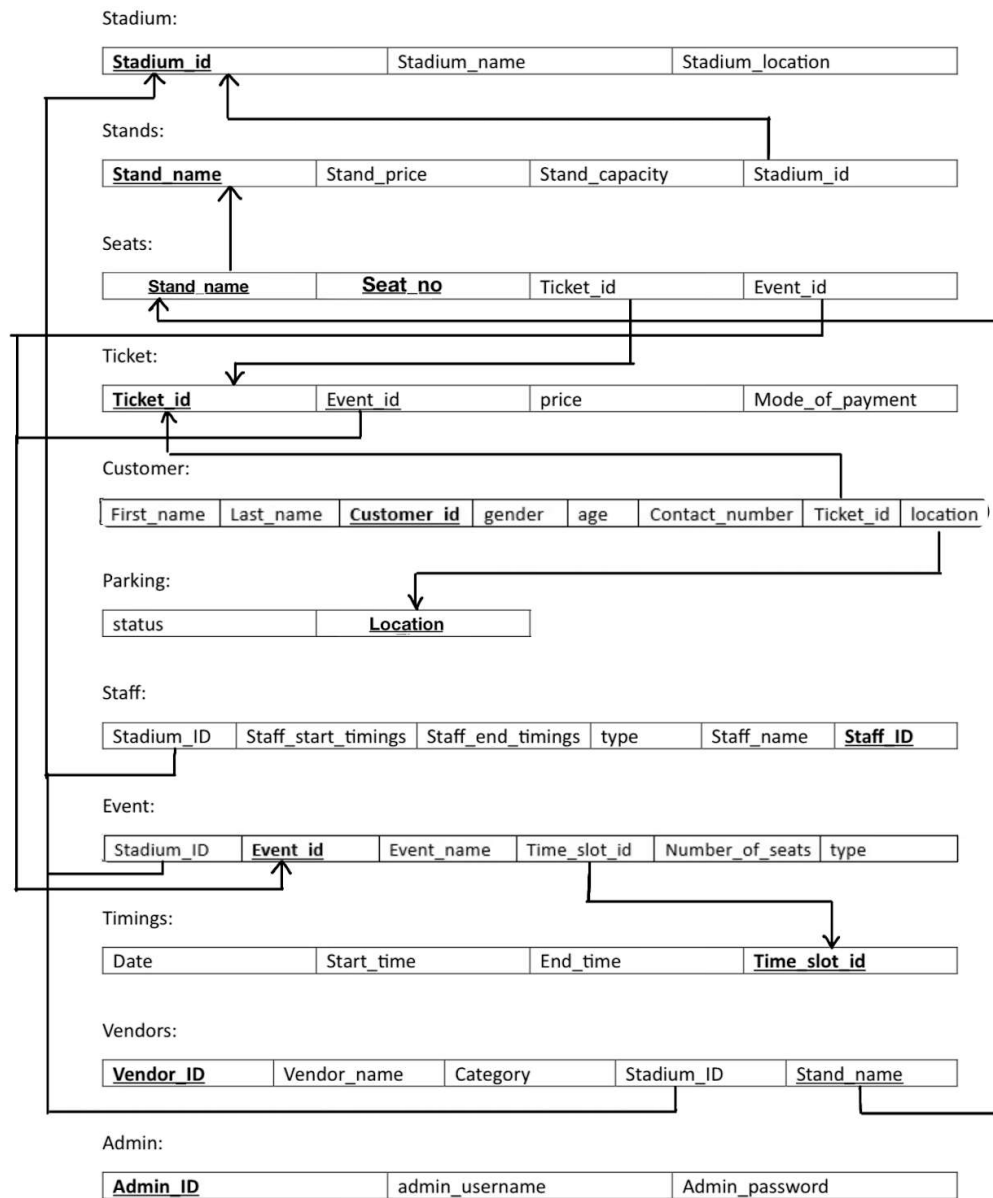 Stadium:
Stadium_id Stadium_name Stadium_location
Stands:
Stand_name Stand_price Stand_capacity Stadium_id
Seats:
Stand_name Seat_no Ticket_id Event_id
Ticket:
Ticket_id Event_id price Mode_of_payment
Customer:
First_name Last_name Customer_id gender age Contact_number Ticket_id location
Parking:
status Location
Staff:
Stadium_ID Staff_start_timings Staff_end_timings type Staff_name Staff_ID
Event:
Stadium_ID Event_id Event_name Time_slot_id Number_of_seats type
Timings:
Date Start_time End_time Time_slot_id
Vendors:
Vendor_ID Vendor_name Category Stadium_ID Stand_name
Admin:
Admin_ID admin_username Admin_password